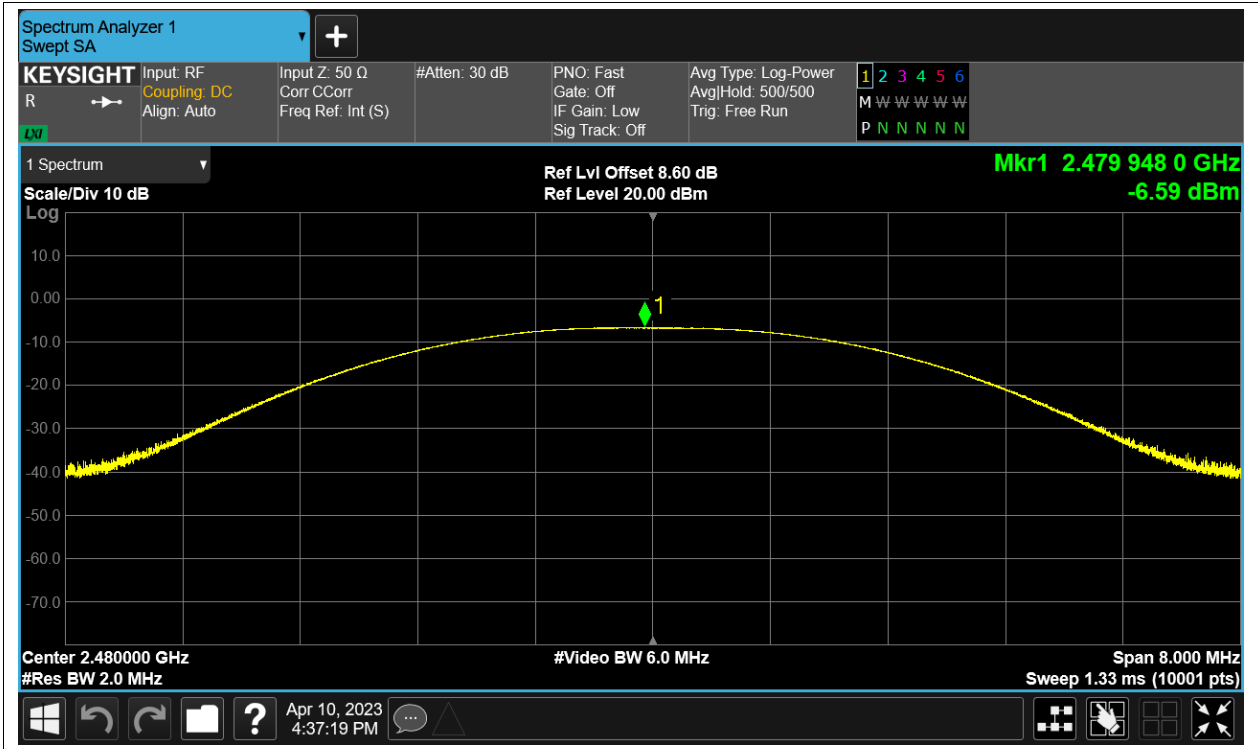 Spectrum Analyzer 1
Swept SA
KEYSIGHT
R
LXI
Input: RF
Coupling: DC
Align: Auto
Input Z: 50 Ω
Corr CCorr
Freq Ref: Int (S)
#Atten: 30 dB
PNO: Fast
Gate: Off
IF Gain: Low
Sig Track: Off
Avg Type: Log-Power
Avg|Hold: 500/500
Trig: Free Run
1 2 3 4 5 6
M W W W W W
P N N N N N
1 Spectrum
Scale/Div 10 dB
Log
Ref Lvl Offset 8.60 dB
Ref Level 20.00 dBm
Mkr1 2.479 948 0 GHz
-6.59 dBm
10.0
0.00
1
-10.0
-20.0
-30.0
-40.0
-50.0
-60.0
-70.0
Center 2.480000 GHz
#Video BW 6.0 MHz
Span 8.000 MHz
#Res BW 2.0 MHz
Sweep 1.33 ms (10001 pts)
?
Apr 10, 2023
4:37:19 PM